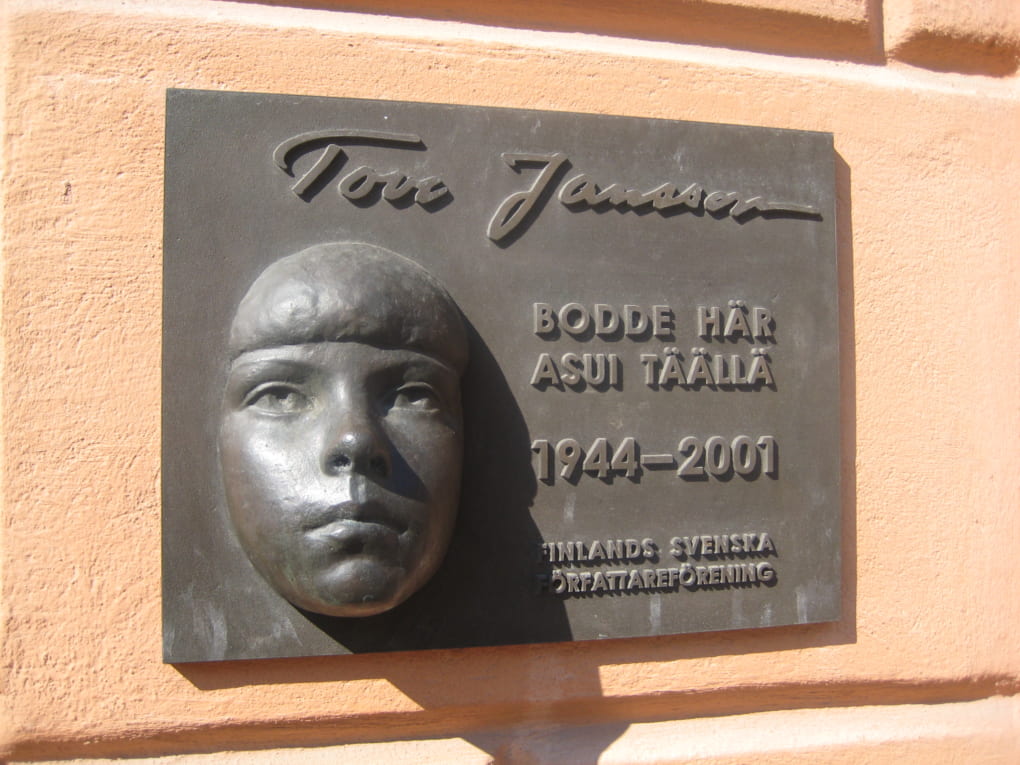 Tove Jansson
BODDE HÄR
ASUI TÄÄLLÄ
1944–2001
FINLANDS SVENSKA
FÖRFATTAREFÖRENING